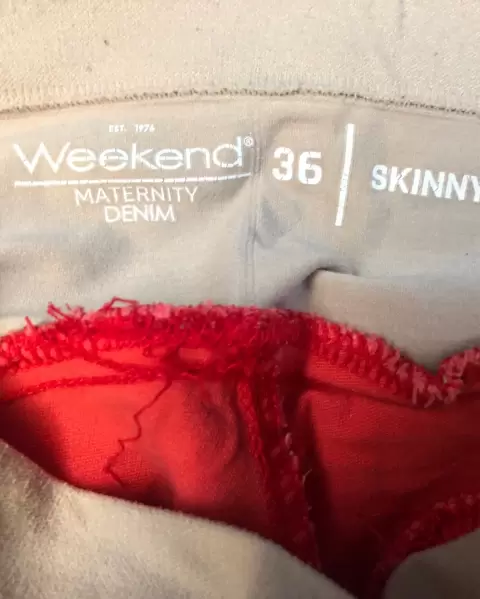 EST. 1976
Weekend®
MATERNITY
DENIM
36
SKINNY